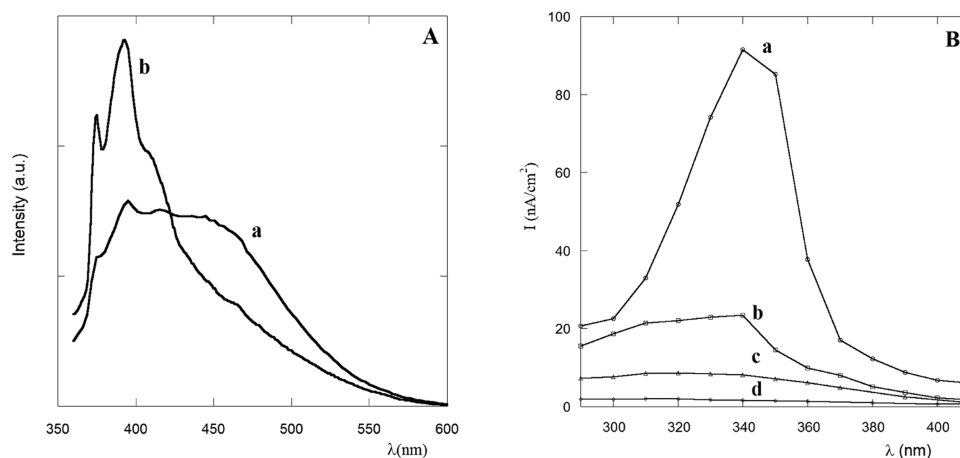 A
b
a
Intensity (a.u.)
350 400 450 500 550 600
λ(nm)
B
100
80
60
40
20
0
I (nA/cm²)
a
b
c
d
300 320 340 360 380 400
λ (nm)